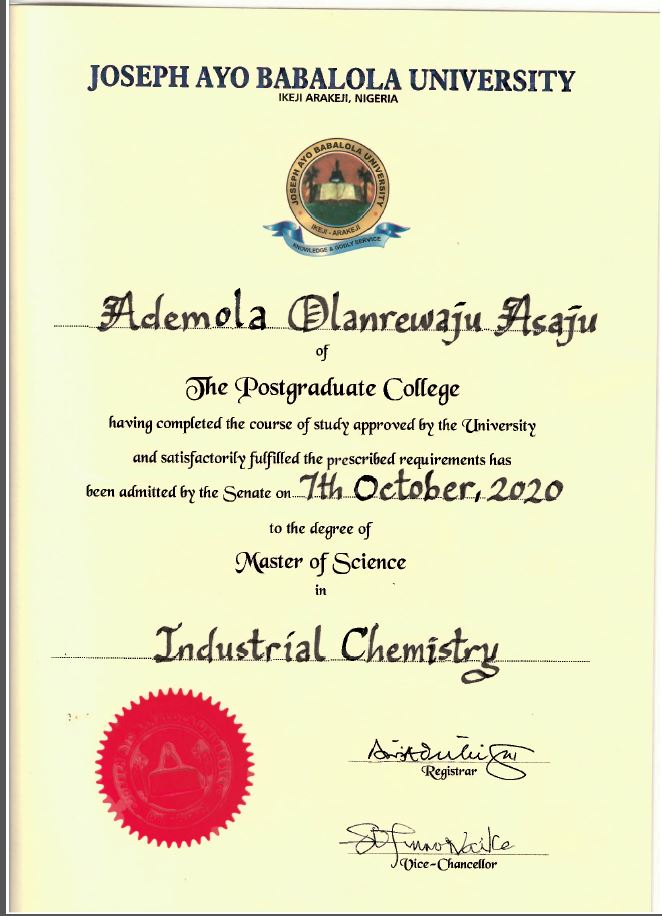 JOSEPH AYO BABALOLA UNIVERSITY
IKEJI ARAKEJI, NIGERIA
JOSEPH AYO BABALOLA UNIVERSITY
IKEJI - ARAKEJI
KNOWLEDGE & GODLY SERVICE
Ademola Olanrewaju Asaju
of
The Postgraduate College
having completed the course of study approved by the University
and satisfactorily fulfilled the prescribed requirements has
been admitted by the Senate on 7th October, 2020
to the degree of
Master of Science
in
Industrial Chemistry
Registrar
Vice-Chancellor